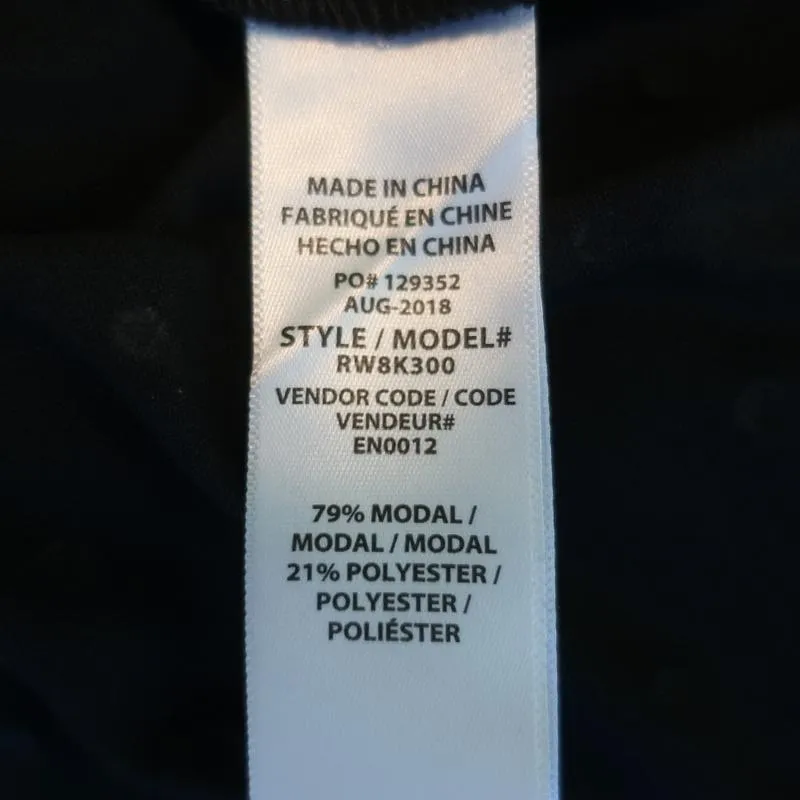 MADE IN CHINA
FABRIQUÉ EN CHINE
HECHO EN CHINA
PO# 129352
AUG-2018
STYLE / MODEL#
RW8K300
VENDOR CODE / CODE
VENDEUR#
EN0012
79% MODAL /
MODAL / MODAL
21% POLYESTER /
POLYESTER /
POLIÉSTER